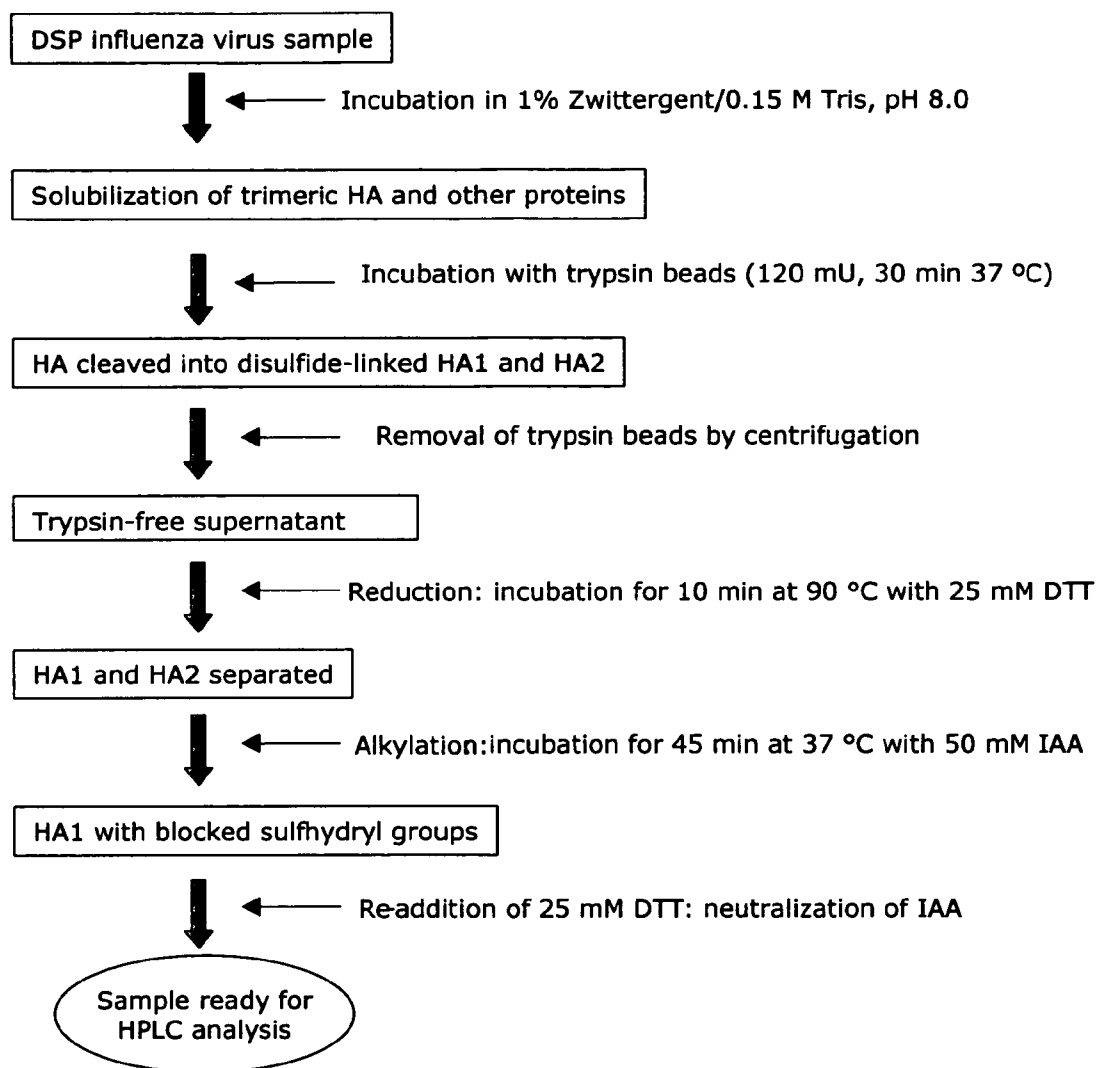 DSP influenza virus sample
Incubation in 1% Zwittergent/0.15 M Tris, pH 8.0
Solubilization of trimeric HA and other proteins
Incubation with trypsin beads (120 mU, 30 min 37 ºC)
HA cleaved into disulfide-linked HA1 and HA2
Removal of trypsin beads by centrifugation
Trypsin-free supernatant
Reduction: incubation for 10 min at 90 ºC with 25 mM DTT
HA1 and HA2 separated
Alkylation:incubation for 45 min at 37 ºC with 50 mM IAA
HA1 with blocked sulfhydryl groups
Re-addition of 25 mM DTT: neutralization of IAA
Sample ready for
HPLC analysis